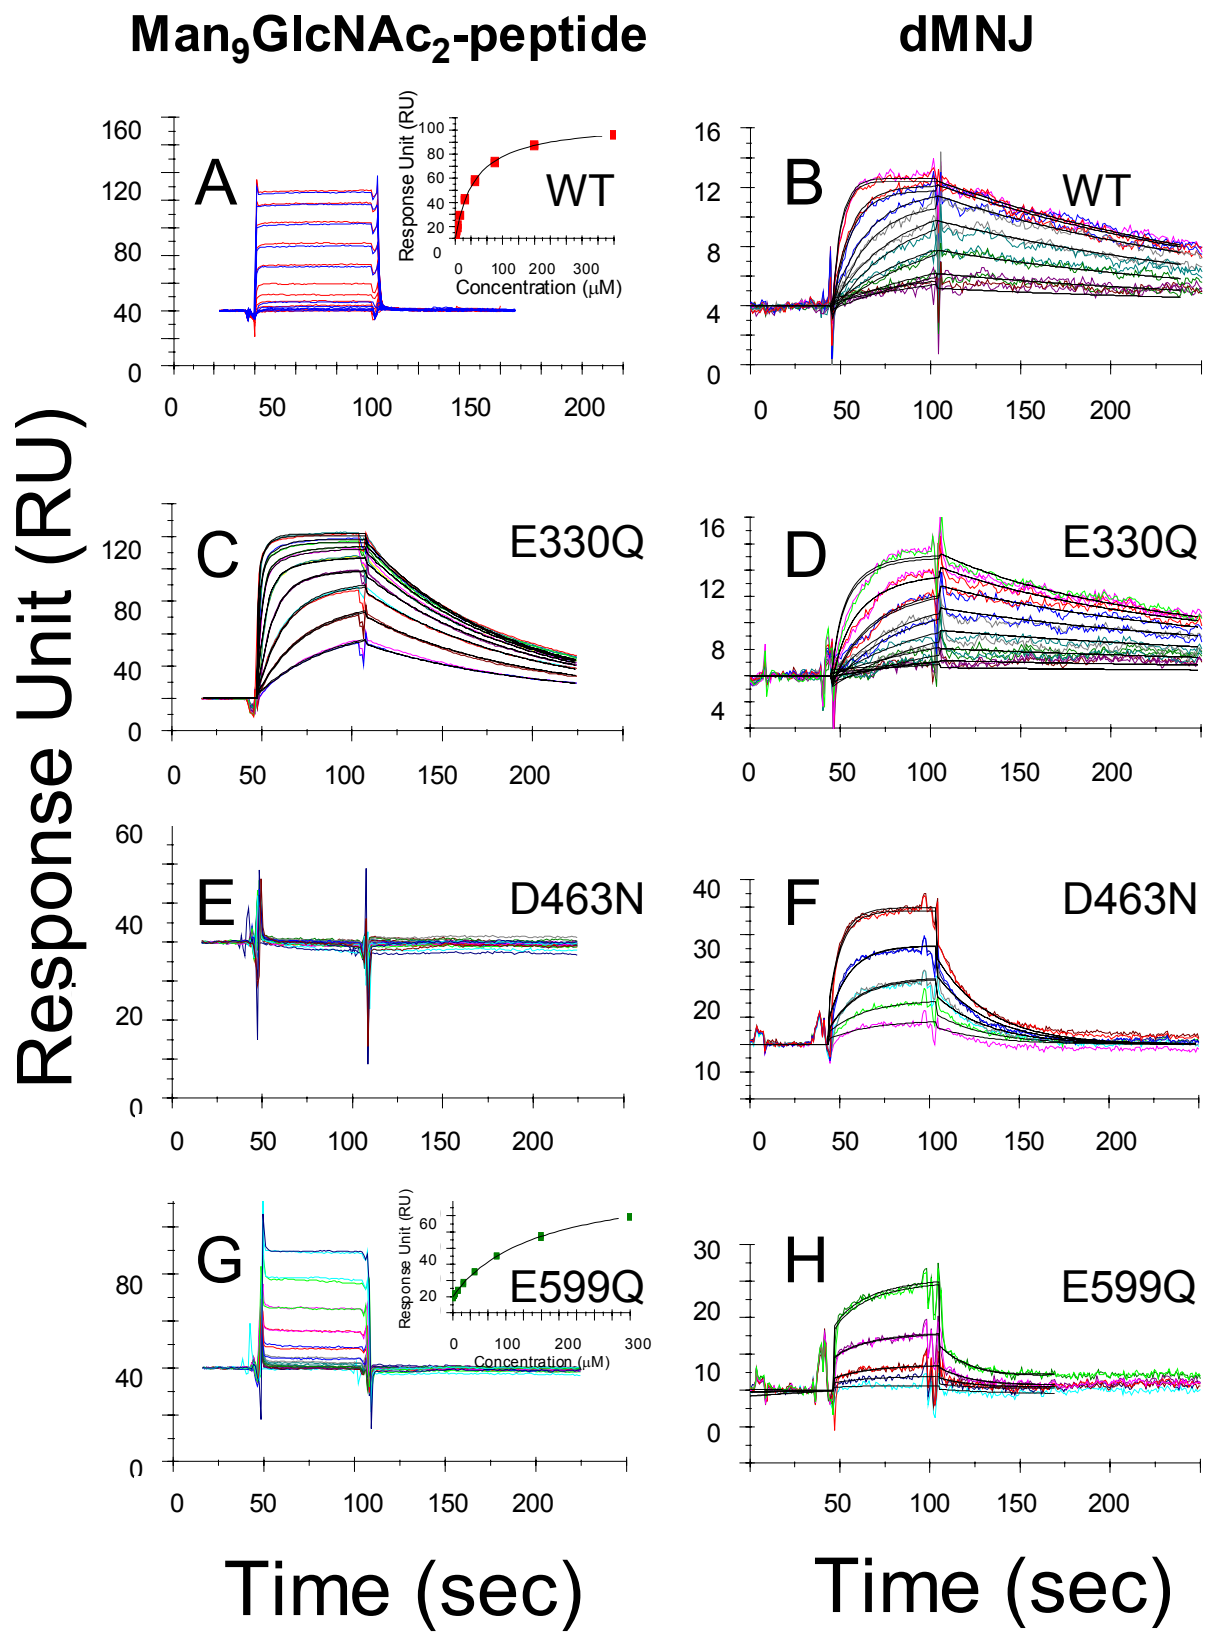 Man9GlcNAc2-peptide
dMNJ
Response Unit (RU)
A
WT
160
120
80
40
0
0 50 100 150 200
Response Unit (RU)
100
80
60
40
20
0
0 100 200 300
Concentration (μM)
B
WT
16
12
8
4
0
0 50 100 150 200
C
E330Q
120
80
40
0
0 50 100 150 200
D
E330Q
16
12
8
4
0 50 100 150 200
E
D463N
60
40
20
0
0 50 100 150 200
F
D463N
40
30
20
10
0 50 100 150 200
G
E599Q
80
40
0
0 50 100 150 200
Response Unit (RU)
60
40
20
0 100 200 300
Concentration (μM)
H
E599Q
30
20
10
0
0 50 100 150 200
Time (sec)
Time (sec)